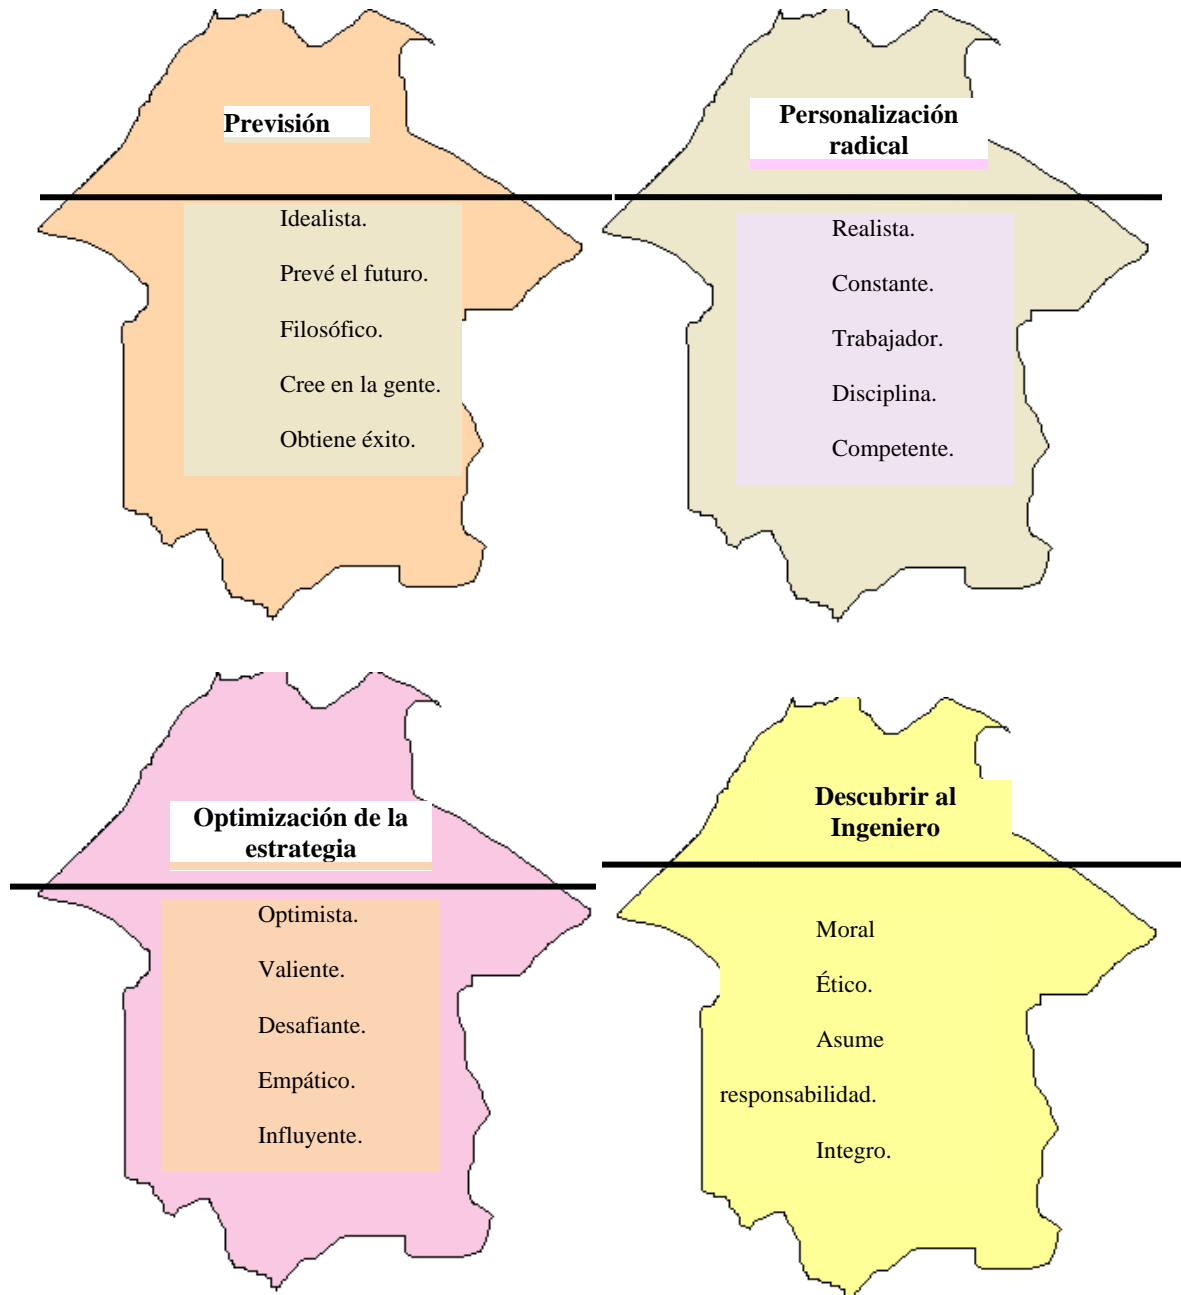 Previsión
Idealista.
Prevé el futuro.
Filosófico.
Cree en la gente.
Obtiene éxito.
Personalización
radical
Realista.
Constante.
Trabajador.
Disciplina.
Competente.
Optimización de la
estrategia
Optimista.
Valiente.
Desafiante.
Empático.
Influyente.
Descubrir al
Ingeniero
Moral
Ético.
Asume
responsabilidad.
Integro.